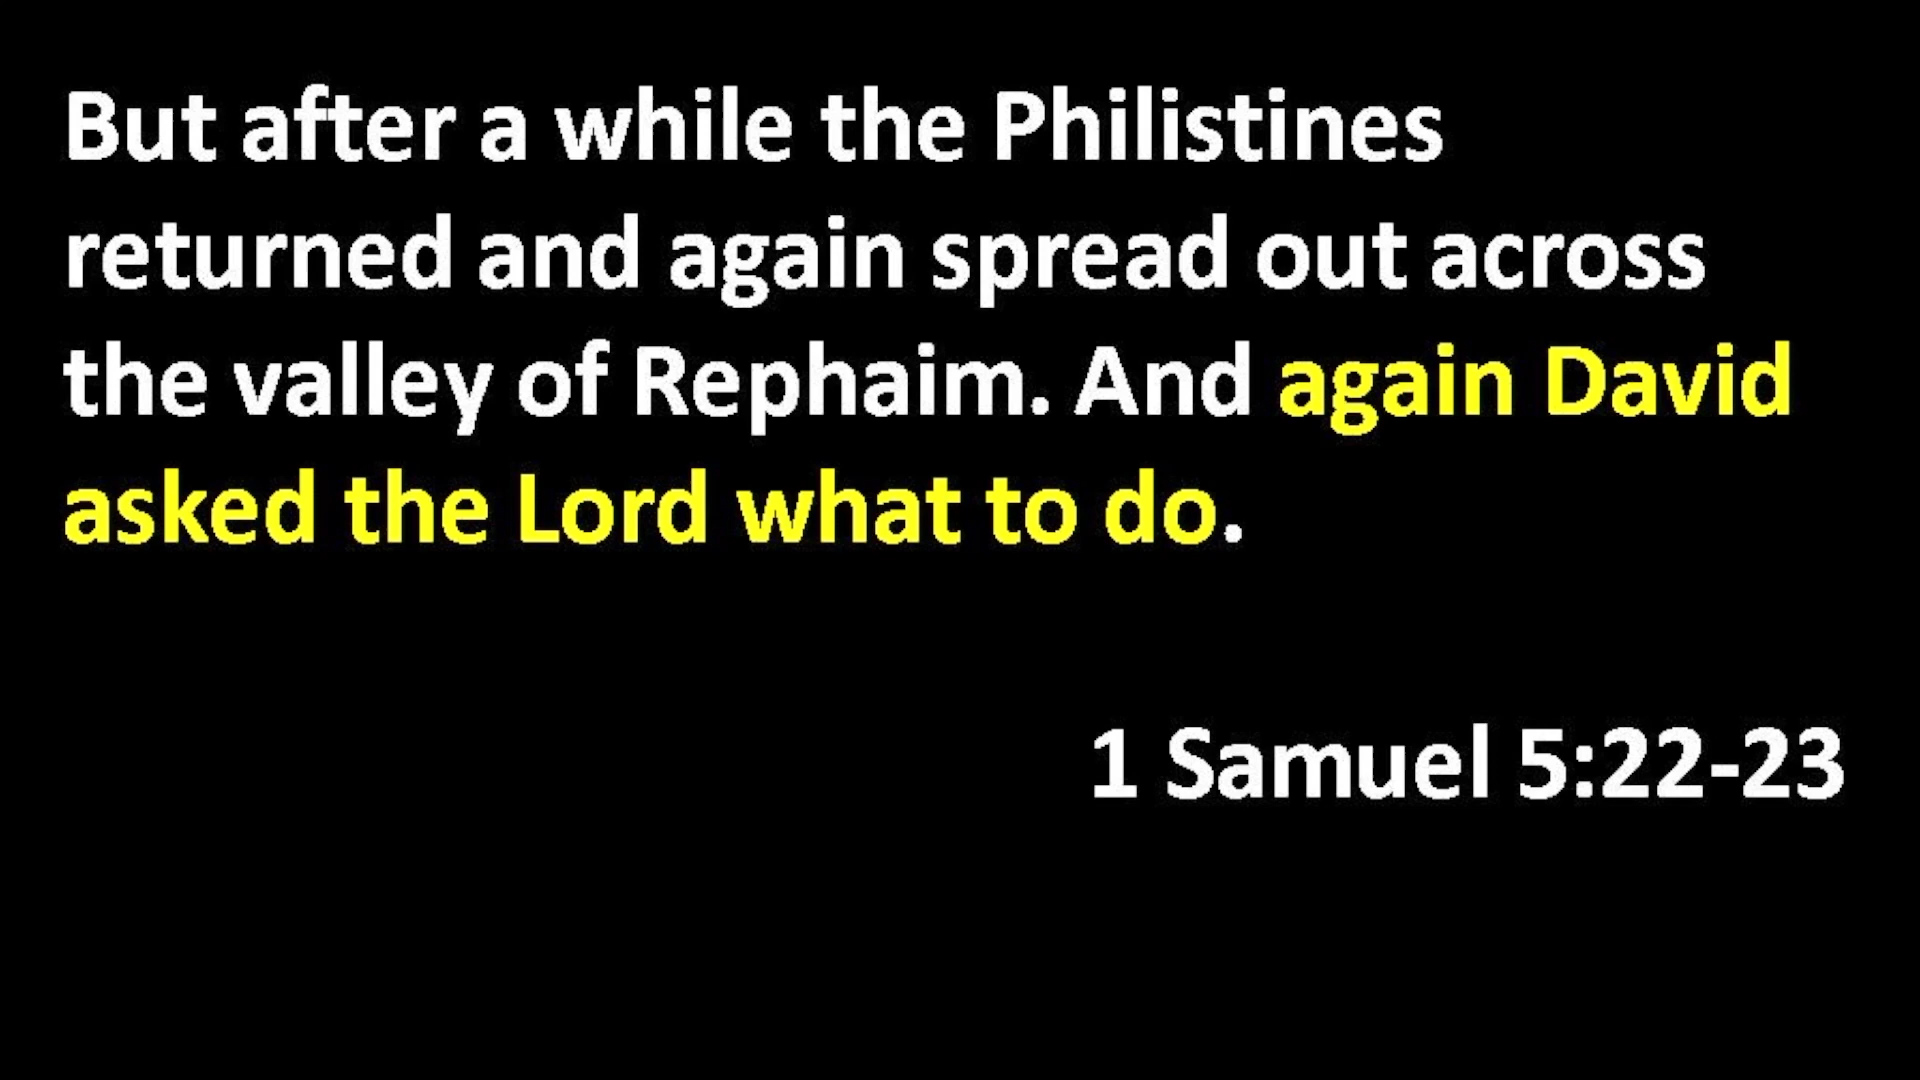 But after a while the Philistines
returned and again spread out across
the valley of Rephaim. And again David
asked the Lord what to do.
1 Samuel 5:22-23